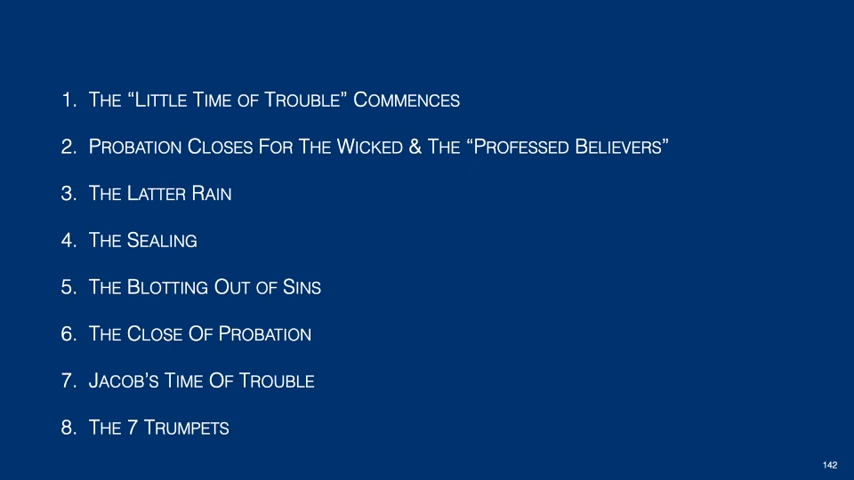 1. The “Little Time of Trouble” Commences
2. Probation Closes For The Wicked & The “Professed Believers”
3. The Latter Rain
4. The Sealing
5. The Blotting Out of Sins
6. The Close Of Probation
7. Jacob’s Time Of Trouble
8. The 7 Trumpets
142